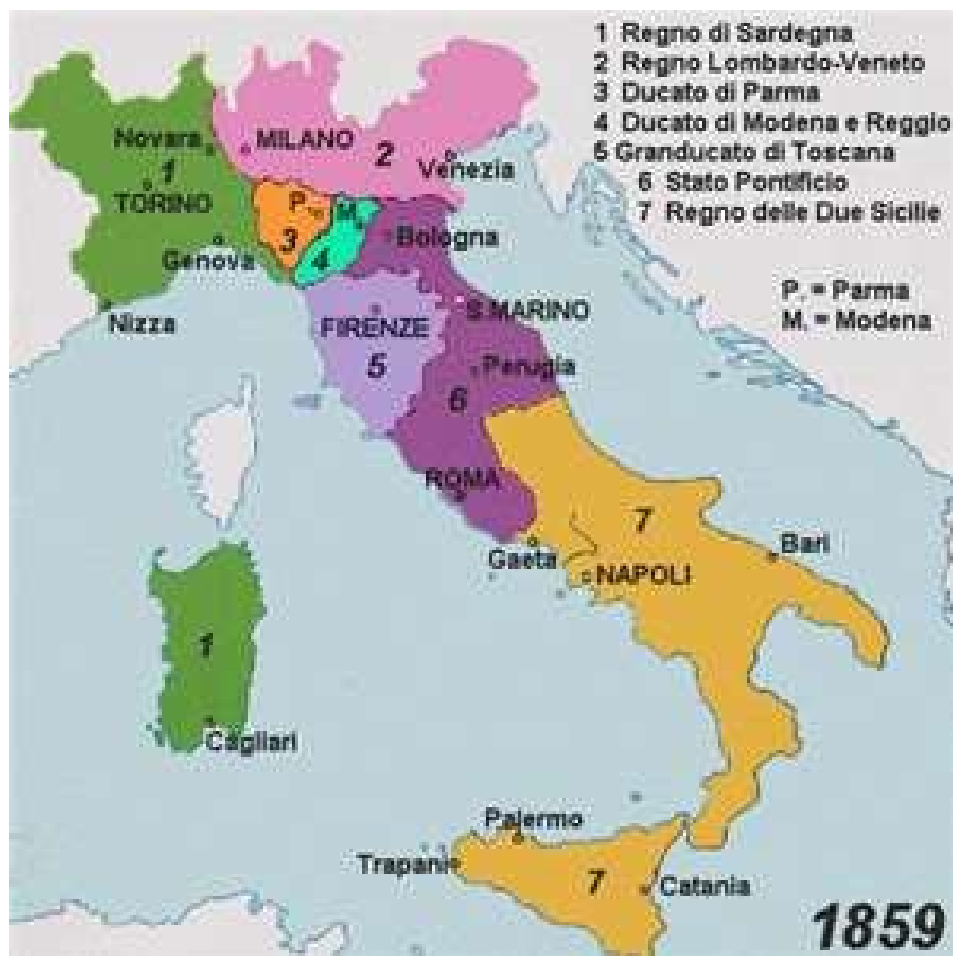 1 Regno di Sardegna
2 Regno Lombardo-Veneto
3 Ducato di Parma
4 Ducato di Modena e Reggio
5 Granducato di Toscana
6 Stato Pontificio
7 Regno delle Due Sicilie
P. = Parma
M. = Modena
Novara
MILANO
1
2
Venezia
TORINO
P.
M.
Genova
3
4
Bologna
Nizza
FIRENZE
S.MARINO
5
Perugia
6
ROMA
7
Gaeta
Bari
NAPOLI
1
Cagliari
Palermo
Trapani
7
Catania
1859